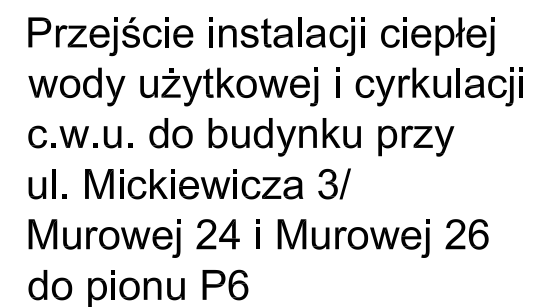 Przejście instalacji ciepłej
wody użytkowej i cyrkulacji
c.w.u. do budynku przy
ul. Mickiewicza 3/
Murowej 24 i Murowej 26
do pionu P6